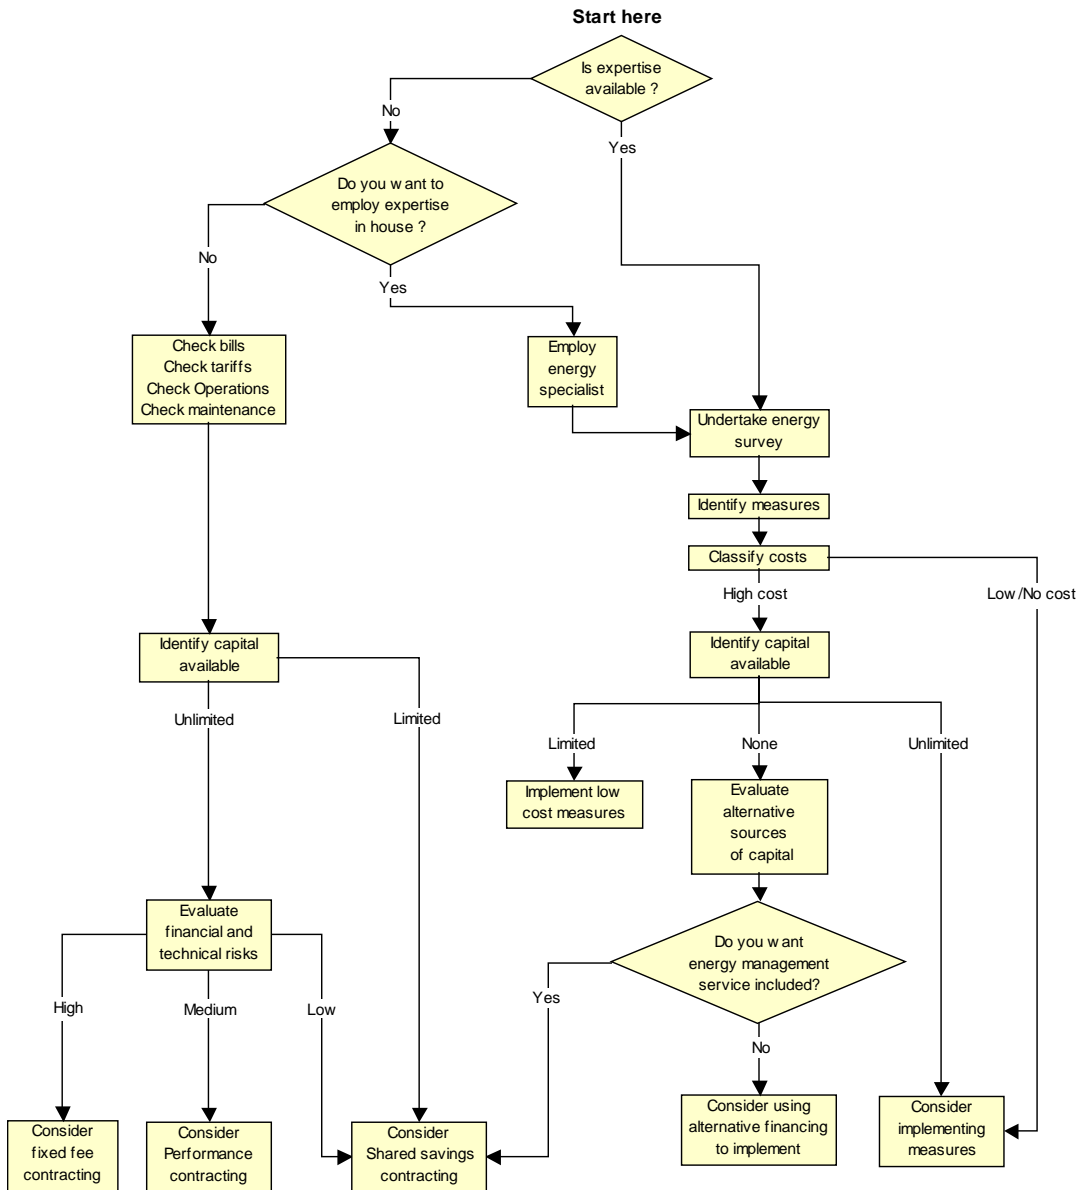 Start here
Is expertise
available ?
No
Yes
Do you want to
employ expertise
in house ?
No
Yes
Check bills
Check tariffs
Check Operations
Check maintenance
Employ
energy
specialist
Undertake energy
survey
Identify measures
Classify costs
High cost
Low /No cost
Identify capital
available
Identify capital
available
Unlimited
Limited
Limited
None
Unlimited
Implement low
cost measures
Evaluate
alternative
sources
of capital
Evaluate
financial and
technical risks
Do you want
energy management
service included?
High
Medium
Low
Yes
No
Consider
fixed fee
contracting
Consider
Performance
contracting
Consider
Shared savings
contracting
Consider using
alternative financing
to implement
Consider
implementing
measures